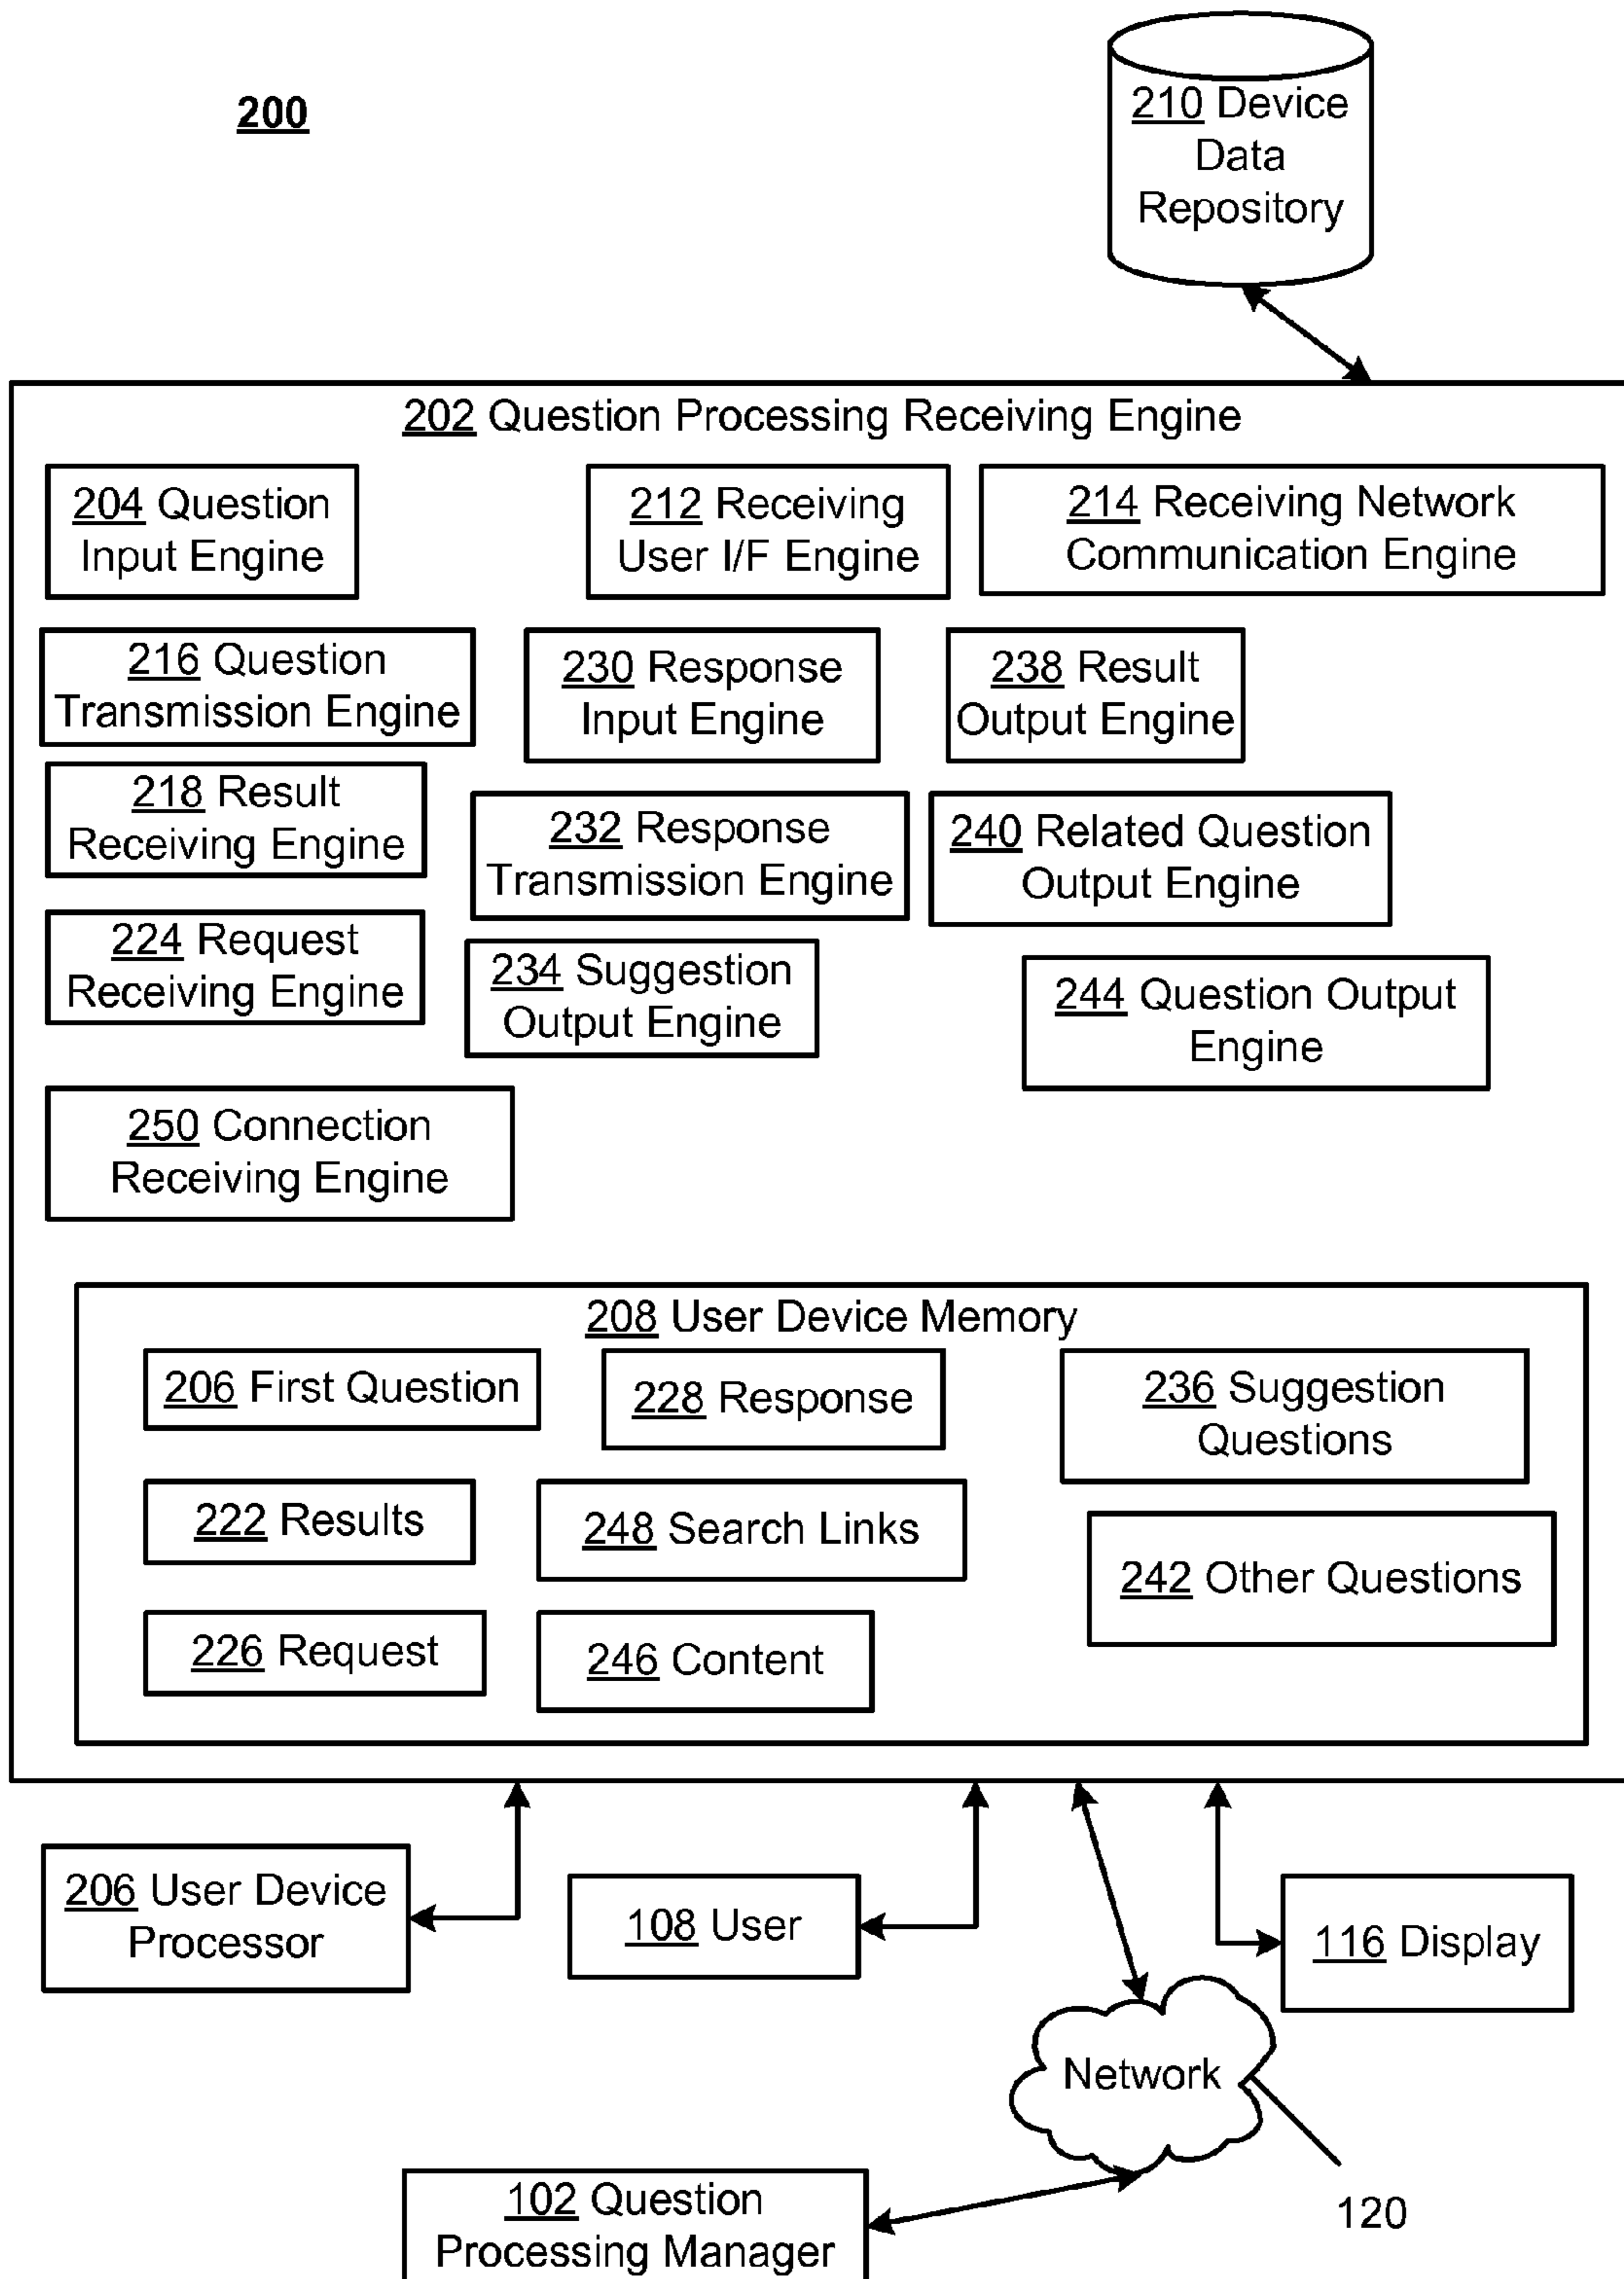 200
210 Device
Data
Repository
202 Question Processing Receiving Engine
204 Question
Input Engine
212 Receiving
User I/F Engine
214 Receiving Network
Communication Engine
216 Question
Transmission Engine
230 Response
Input Engine
238 Result
Output Engine
218 Result
Receiving Engine
232 Response
Transmission Engine
240 Related Question
Output Engine
224 Request
Receiving Engine
234 Suggestion
Output Engine
244 Question Output
Engine
250 Connection
Receiving Engine
208 User Device Memory
206 First Question
228 Response
236 Suggestion
Questions
222 Results
248 Search Links
242 Other Questions
226 Request
246 Content
206 User Device
Processor
108 User
116 Display
Network
120
102 Question
Processing Manager